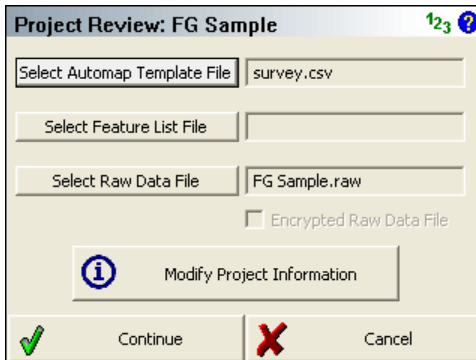 Project Review: FG Sample 123 ?
Select Automap Template File survey.csv
Select Feature List File
Select Raw Data File FG Sample.raw
Encrypted Raw Data File
i Modify Project Information
Continue Cancel